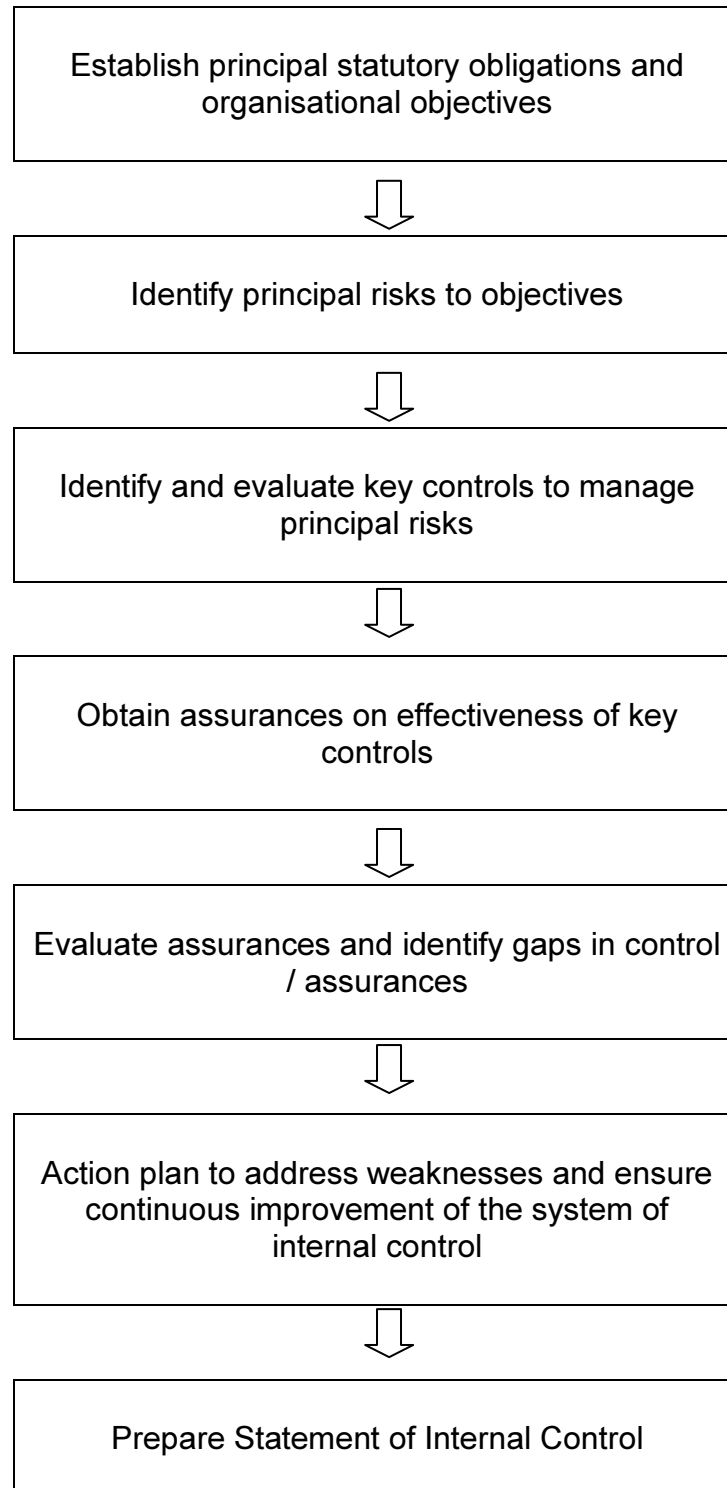 Establish principal statutory obligations and
organisational objectives
Identify principal risks to objectives
Identify and evaluate key controls to manage
principal risks
Obtain assurances on effectiveness of key
controls
Evaluate assurances and identify gaps in control
/ assurances
Action plan to address weaknesses and ensure
continuous improvement of the system of
internal control
Prepare Statement of Internal Control